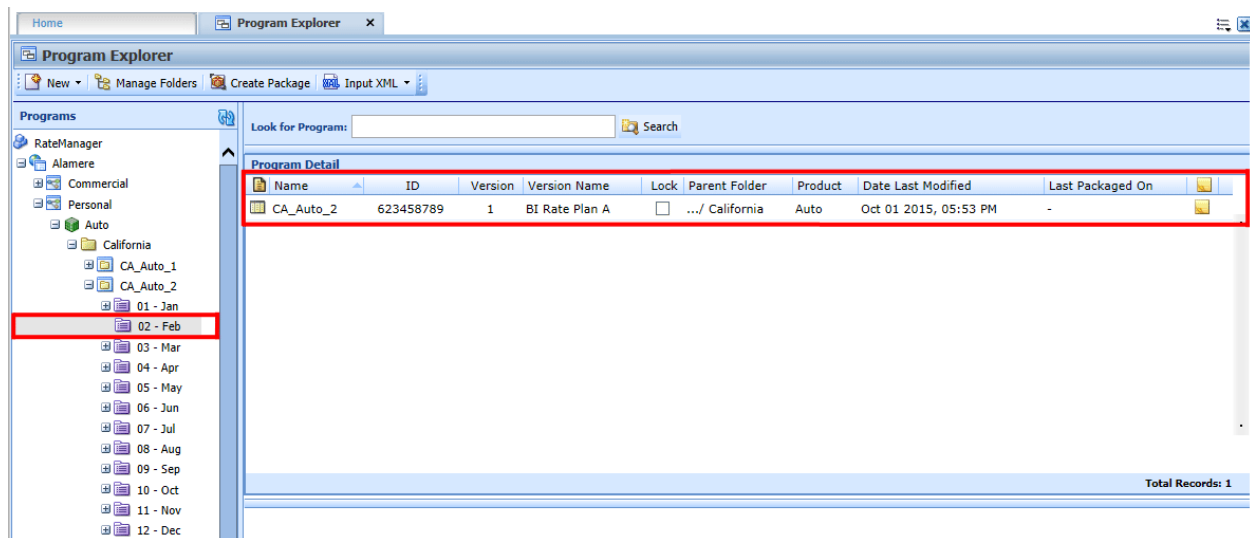 Home Program Explorer x
Program Explorer
New Manage Folders Create Package Input XML
Programs
Look for Program: Search
RateManager
Alamere
Commercial
Personal
Auto
California
CA_Auto_1
CA_Auto_2
01 - Jan
02 - Feb
03 - Mar
04 - Apr
05 - May
06 - Jun
07 - Jul
08 - Aug
09 - Sep
10 - Oct
11 - Nov
12 - Dec
Program Detail
Name ID Version Version Name Lock Parent Folder Product Date Last Modified Last Packaged On
CA_Auto_2 623458789 1 BI Rate Plan A .../ California Auto Oct 01 2015, 05:53 PM -
Total Records: 1